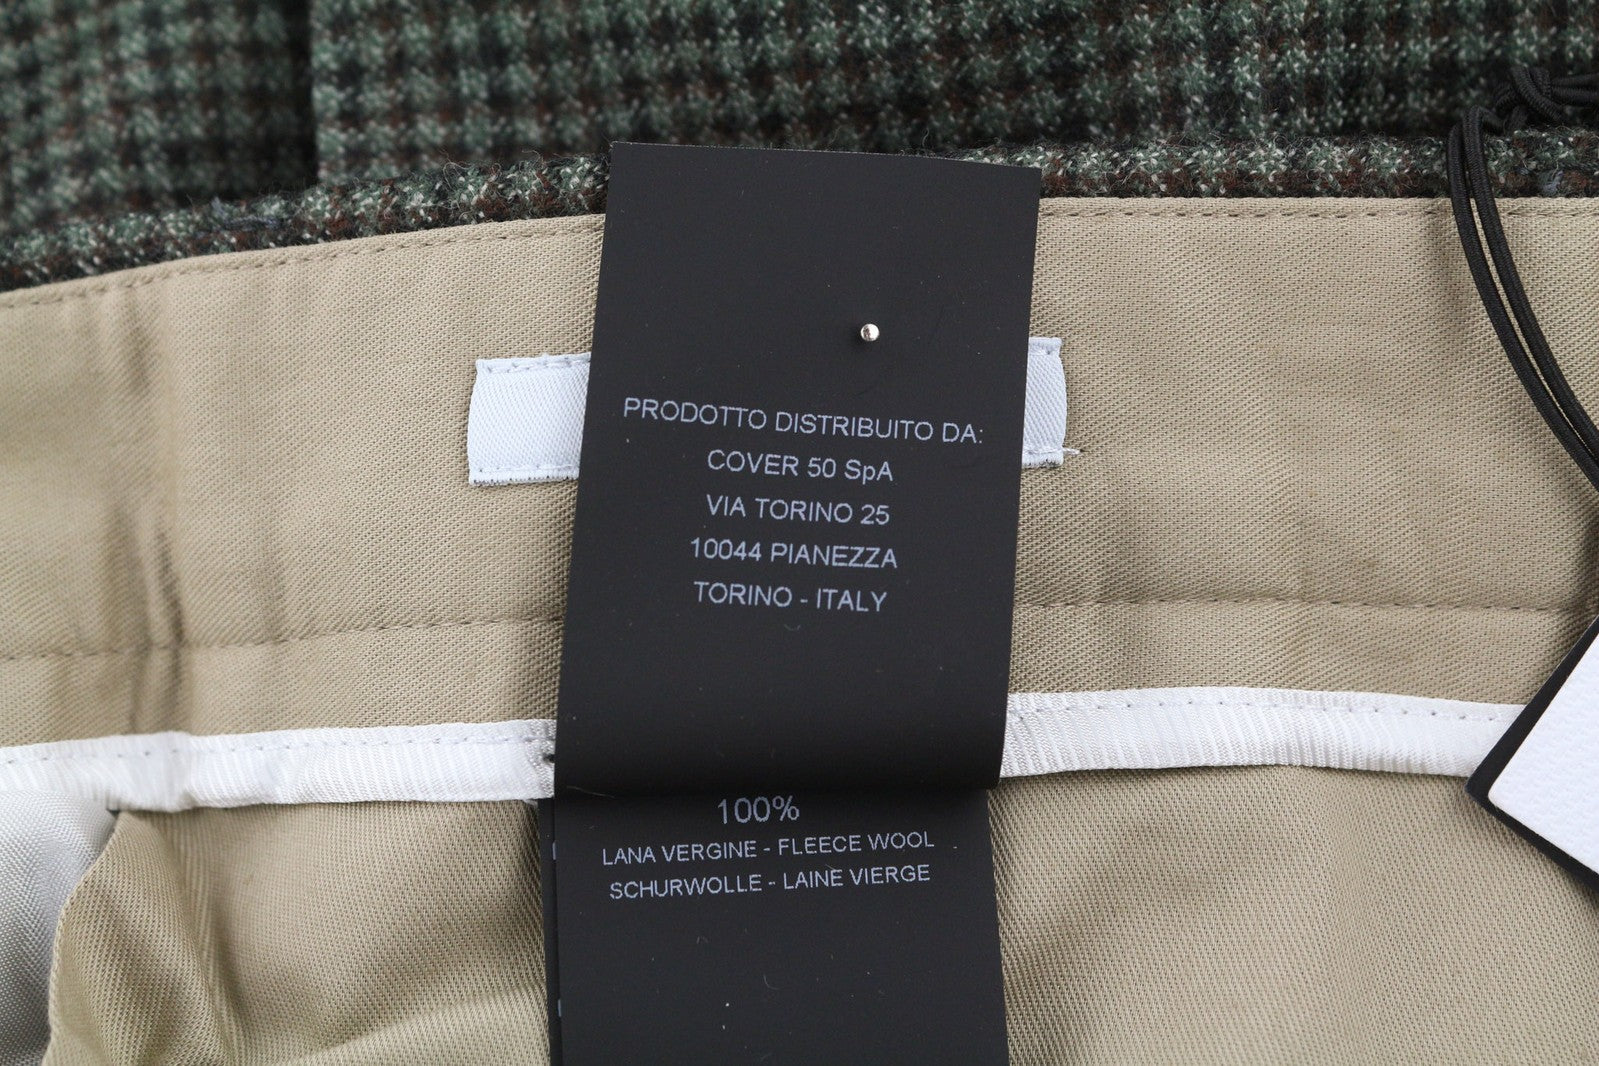 PRODOTTO DISTRIBUITO DA:
COVER 50 SpA
VIA TORINO 25
10044 PIANEZZA
TORINO - ITALY
100%
LANA VERGINE - FLEECE WOOL
SCHURWOLLE - LAINE VIERGE